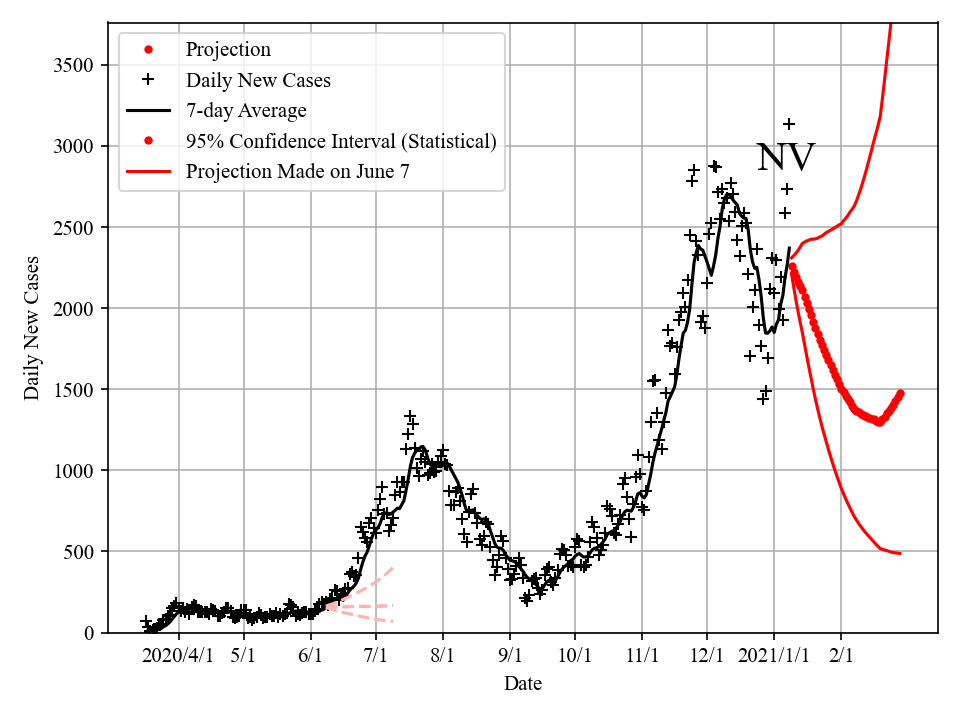 Projection
Daily New Cases
7-day Average
95% Confidence Interval (Statistical)
Projection Made on June 7
NV
3500
3000
2500
2000
1500
1000
500
0
Daily New Cases
2020/4/1 5/1 6/1 7/1 8/1 9/1 10/1 11/1 12/1 2021/1/1 2/1
Date